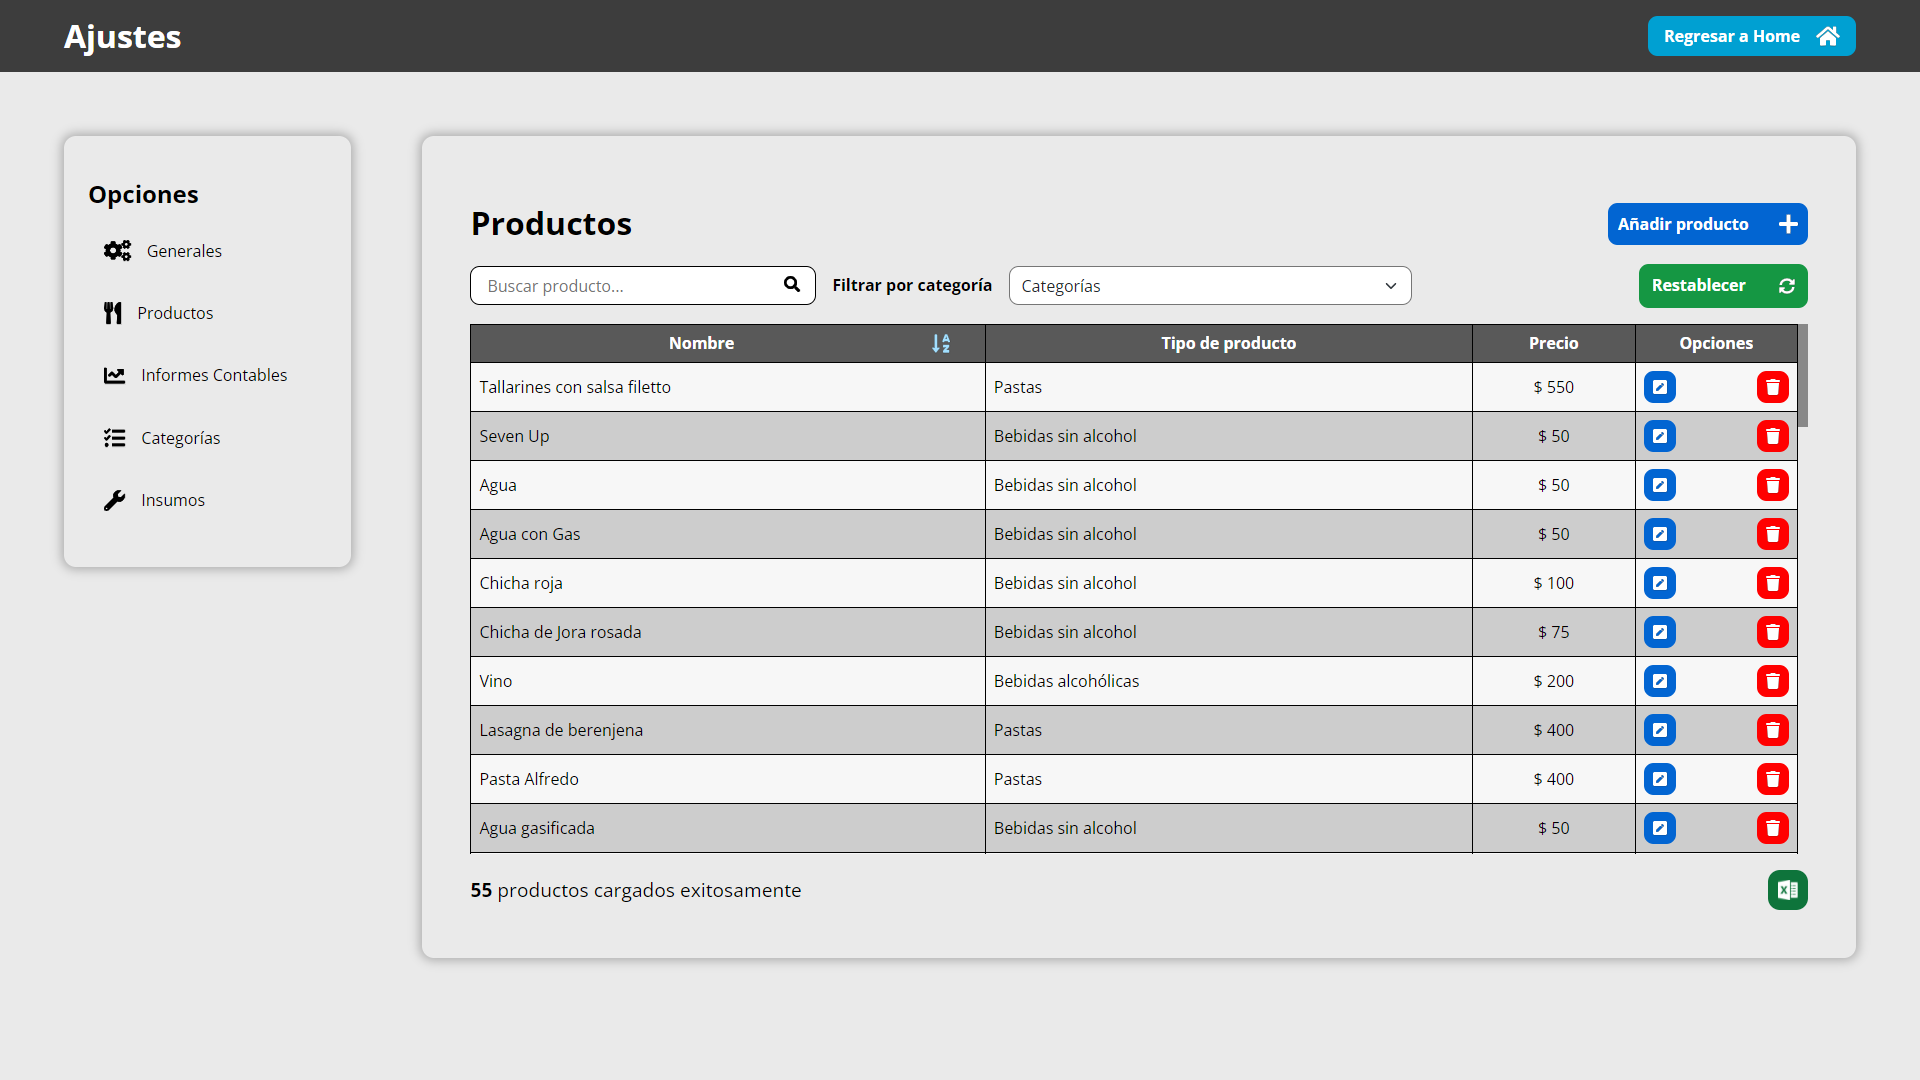 Ajustes
Regresar a Home
Opciones
Generales
Productos
Informes Contables
Categorías
Insumos
Productos
Añadir producto
Buscar producto...
Filtrar por categoría
Categorías
Restablecer
Nombre AZ Tipo de producto Precio Opciones
Tallarines con salsa filetto Pastas $ 550
Seven Up Bebidas sin alcohol $ 50
Agua Bebidas sin alcohol $ 50
Agua con Gas Bebidas sin alcohol $ 50
Chicha roja Bebidas sin alcohol $ 100
Chicha de Jora rosada Bebidas sin alcohol $ 75
Vino Bebidas alcohólicas $ 200
Lasagna de berenjena Pastas $ 400
Pasta Alfredo Pastas $ 400
Agua gasificada Bebidas sin alcohol $ 50
55 productos cargados exitosamente